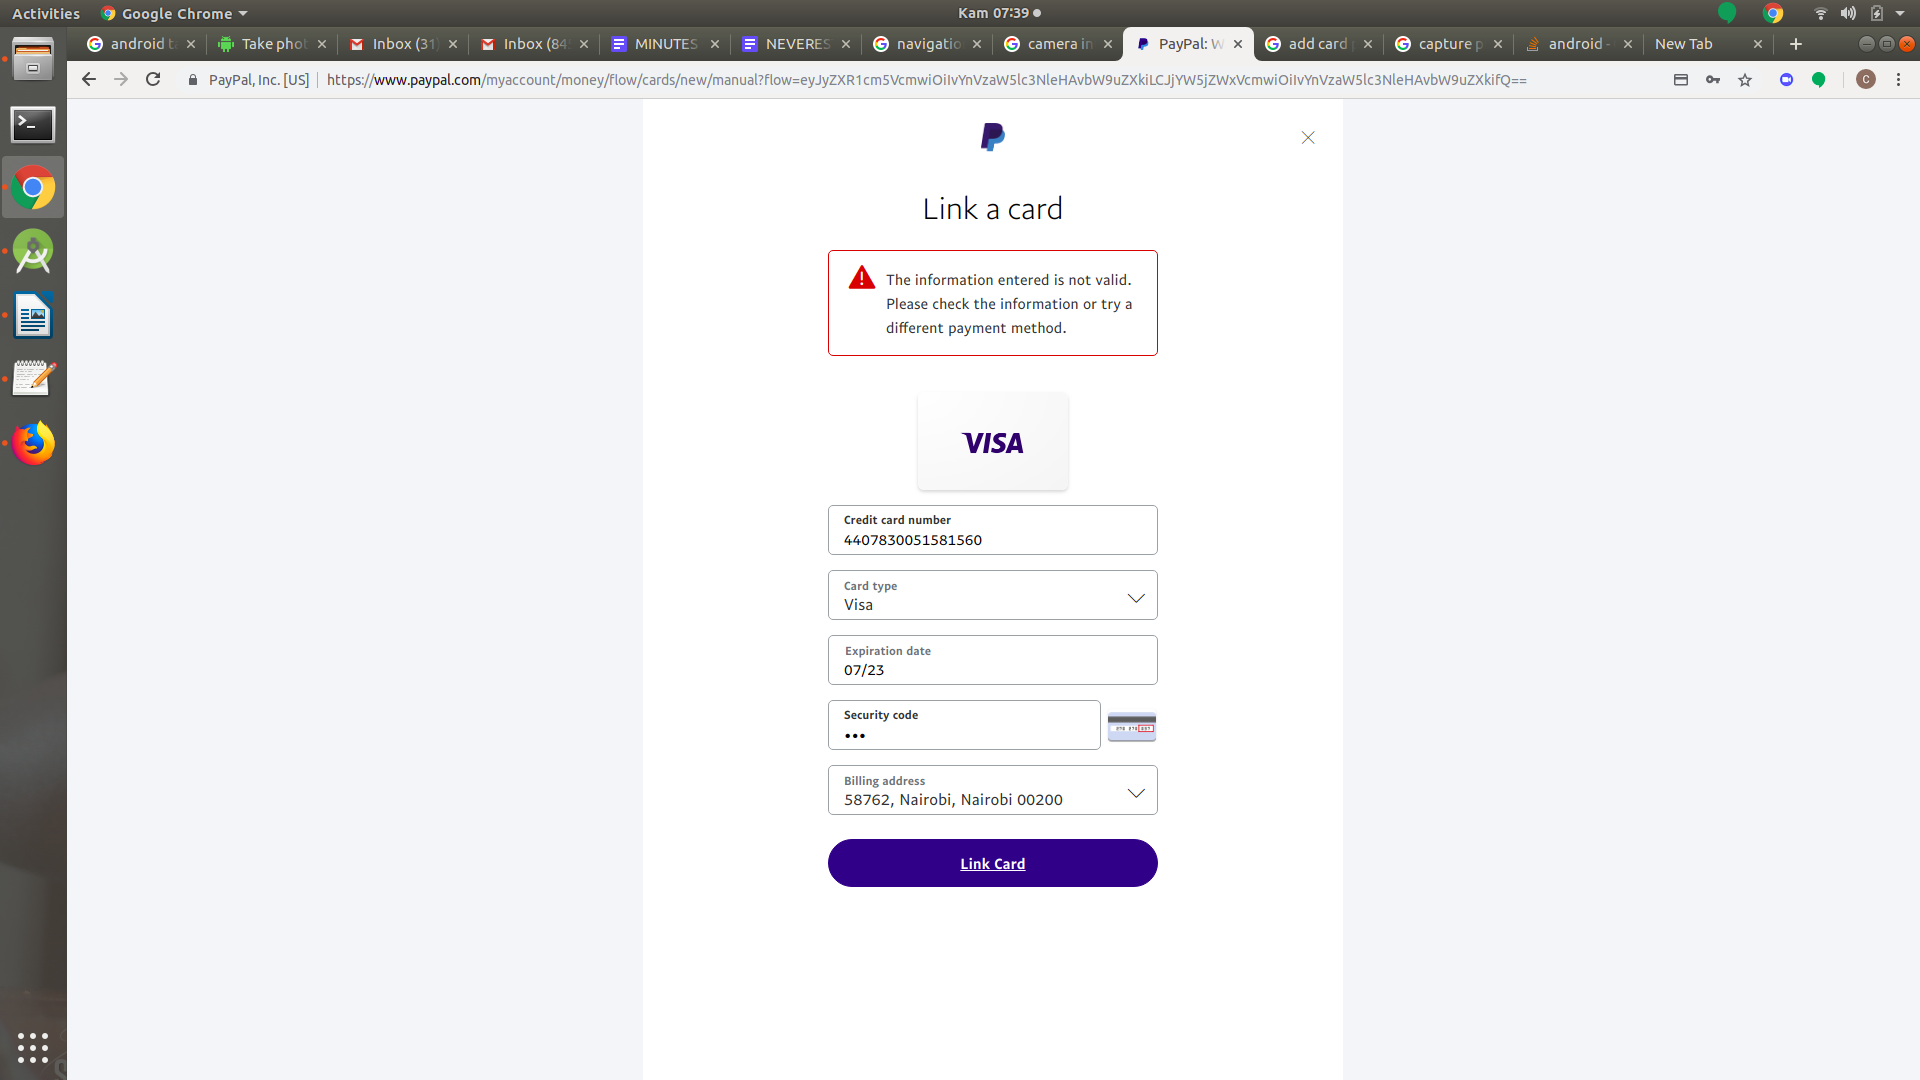 Activities
Google Chrome
Kam 07:39
android t
Take phot
Inbox (31)
Inbox (84
MINUTES
NEVERES
navigatio
camera in
PayPal: W
add card
capture p
android -
New Tab
PayPal, Inc. [US]
https://www.paypal.com/myaccount/money/flow/cards/new/manual?flow=eyJyZXR1cm5VcmwiOiIvYnVzaW5lc3NleHAvbW9uZXkiLCJjYW5jZWxVcmwiOiIvYnVzaW5lc3NleHAvbW9uZXkifQ==
C
Link a card
The information entered is not valid.
Please check the information or try a
different payment method.
VISA
Credit card number
4407830051581560
Card type
Visa
Expiration date
07/23
Security code
•••
Billing address
58762, Nairobi, Nairobi 00200
Link Card